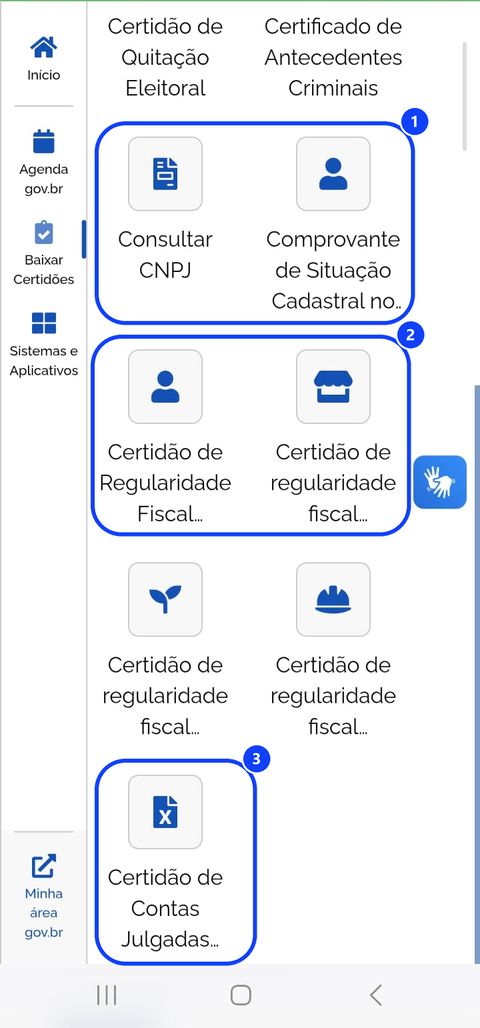 Início
Agenda
gov.br
Baixar
Certidões
Sistemas e
Aplicativos
Minha
área
gov.br
Certidão de
Quitação
Eleitoral
Certificado de
Antecedentes
Criminais
1
Consultar
CNPJ
Comprovante
de Situação
Cadastral no..
2
Certidão de
Regularidade
Fiscal...
Certidão de
regularidade
fiscal...
Certidão de
regularidade
fiscal...
Certidão de
regularidade
fiscal...
3
X
Certidão de
Contas
Julgadas...